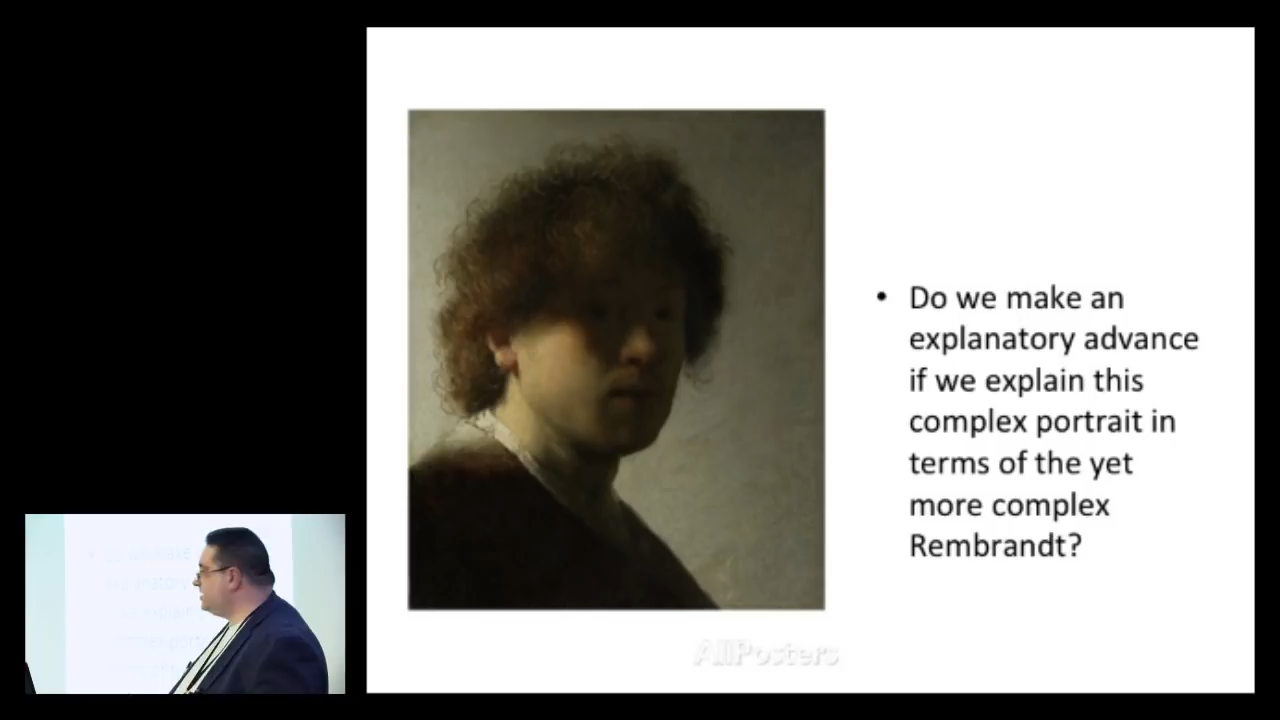 • Do we make an
explanatory advance
if we explain this
complex portrait in
terms of the yet
more complex
Rembrandt?
AllPosters